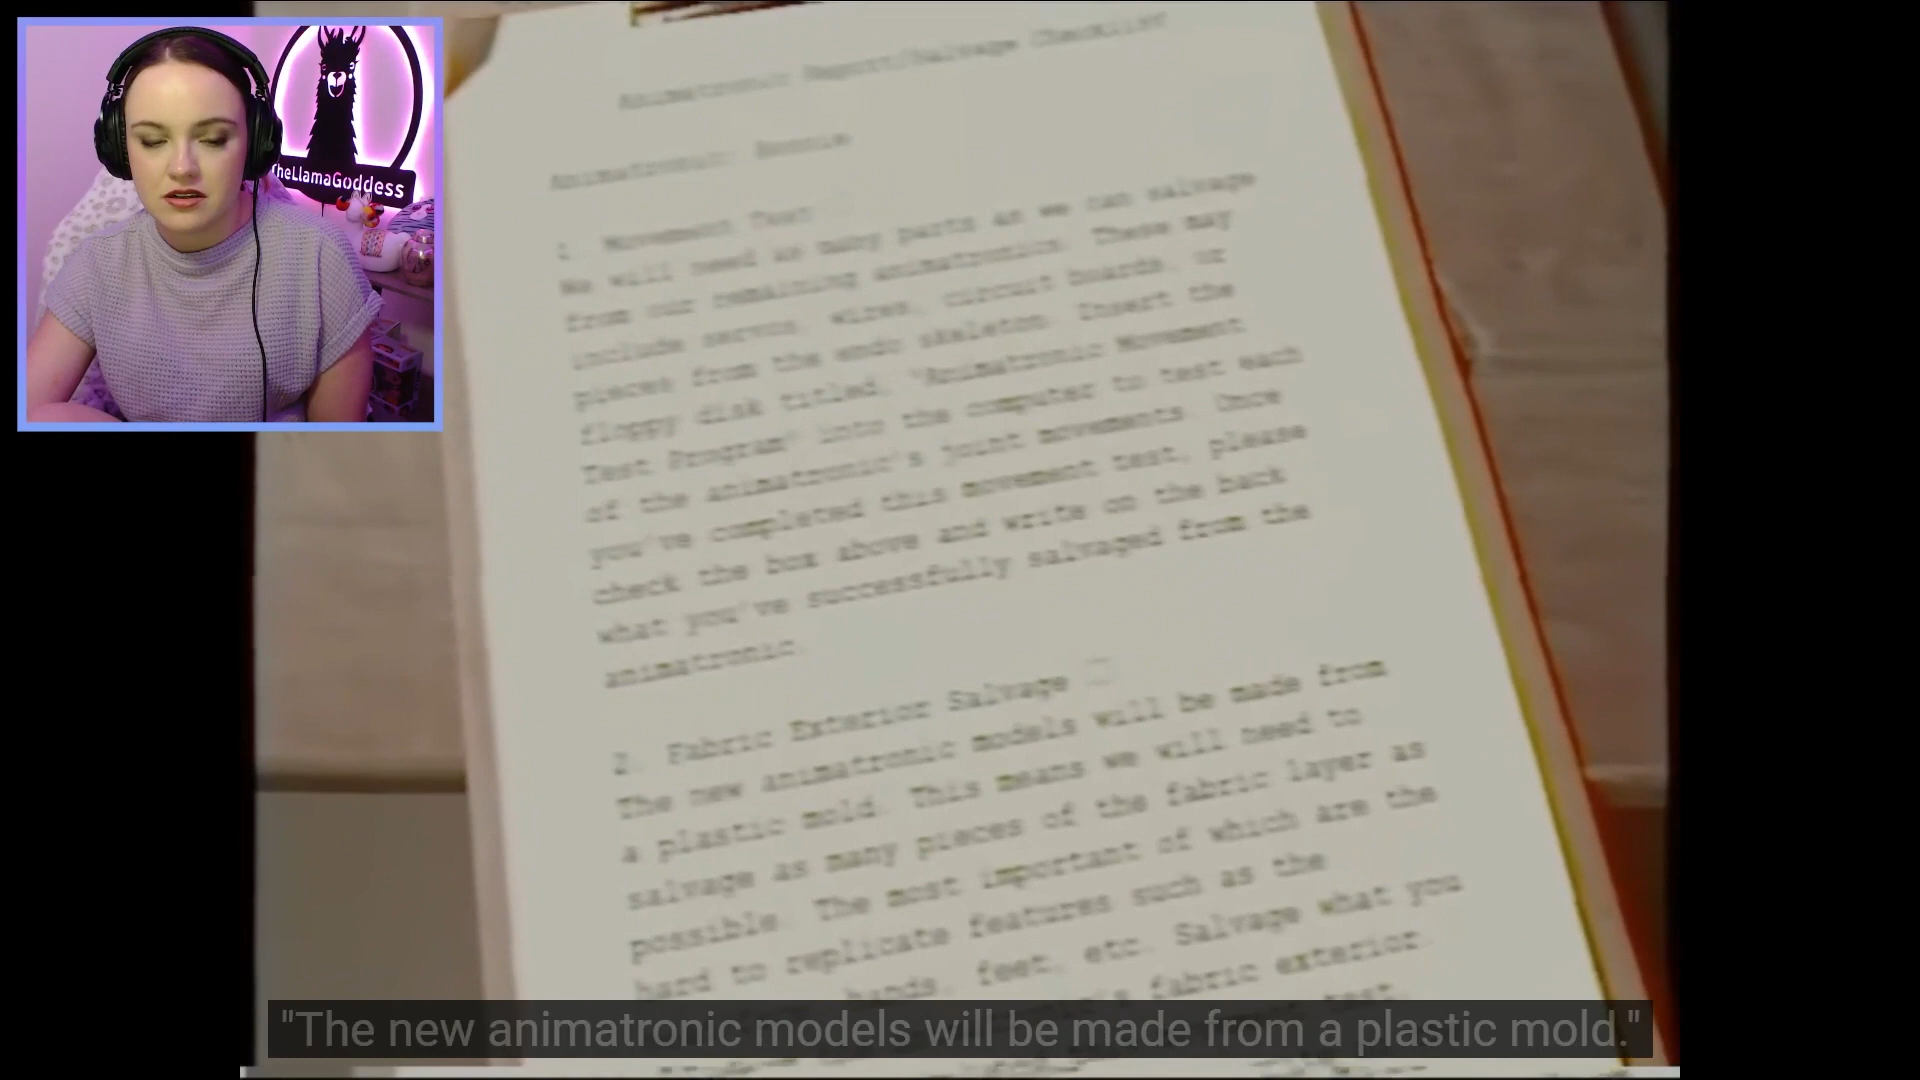 TheLlamaGoddess
Animatronic Report/Salvage Checklist
Animatronic: Bonnie
1. Movement Test
We will need as many parts as we can salvage
from our remaining animatronics. These may
include servos, wires, circuit boards, or
pieces from the endo skeleton. Insert the
floppy disk titled, "Animatronic Movement
Test Program" into the computer to test each
of the animatronic's joint movements. Once
you've completed this movement test, please
check the box above and write on the back
what you've successfully salvaged from the
animatronic.
2. Fabric Exterior Salvage
The new animatronic models will be made from
a plastic mold. This means we will need to
salvage as many pieces of the fabric layer as
possible. The most important of which are the
hard to replicate features such as the
hands, feet, etc. Salvage what you
fabric exterior.
"The new animatronic models will be made from a plastic mold."